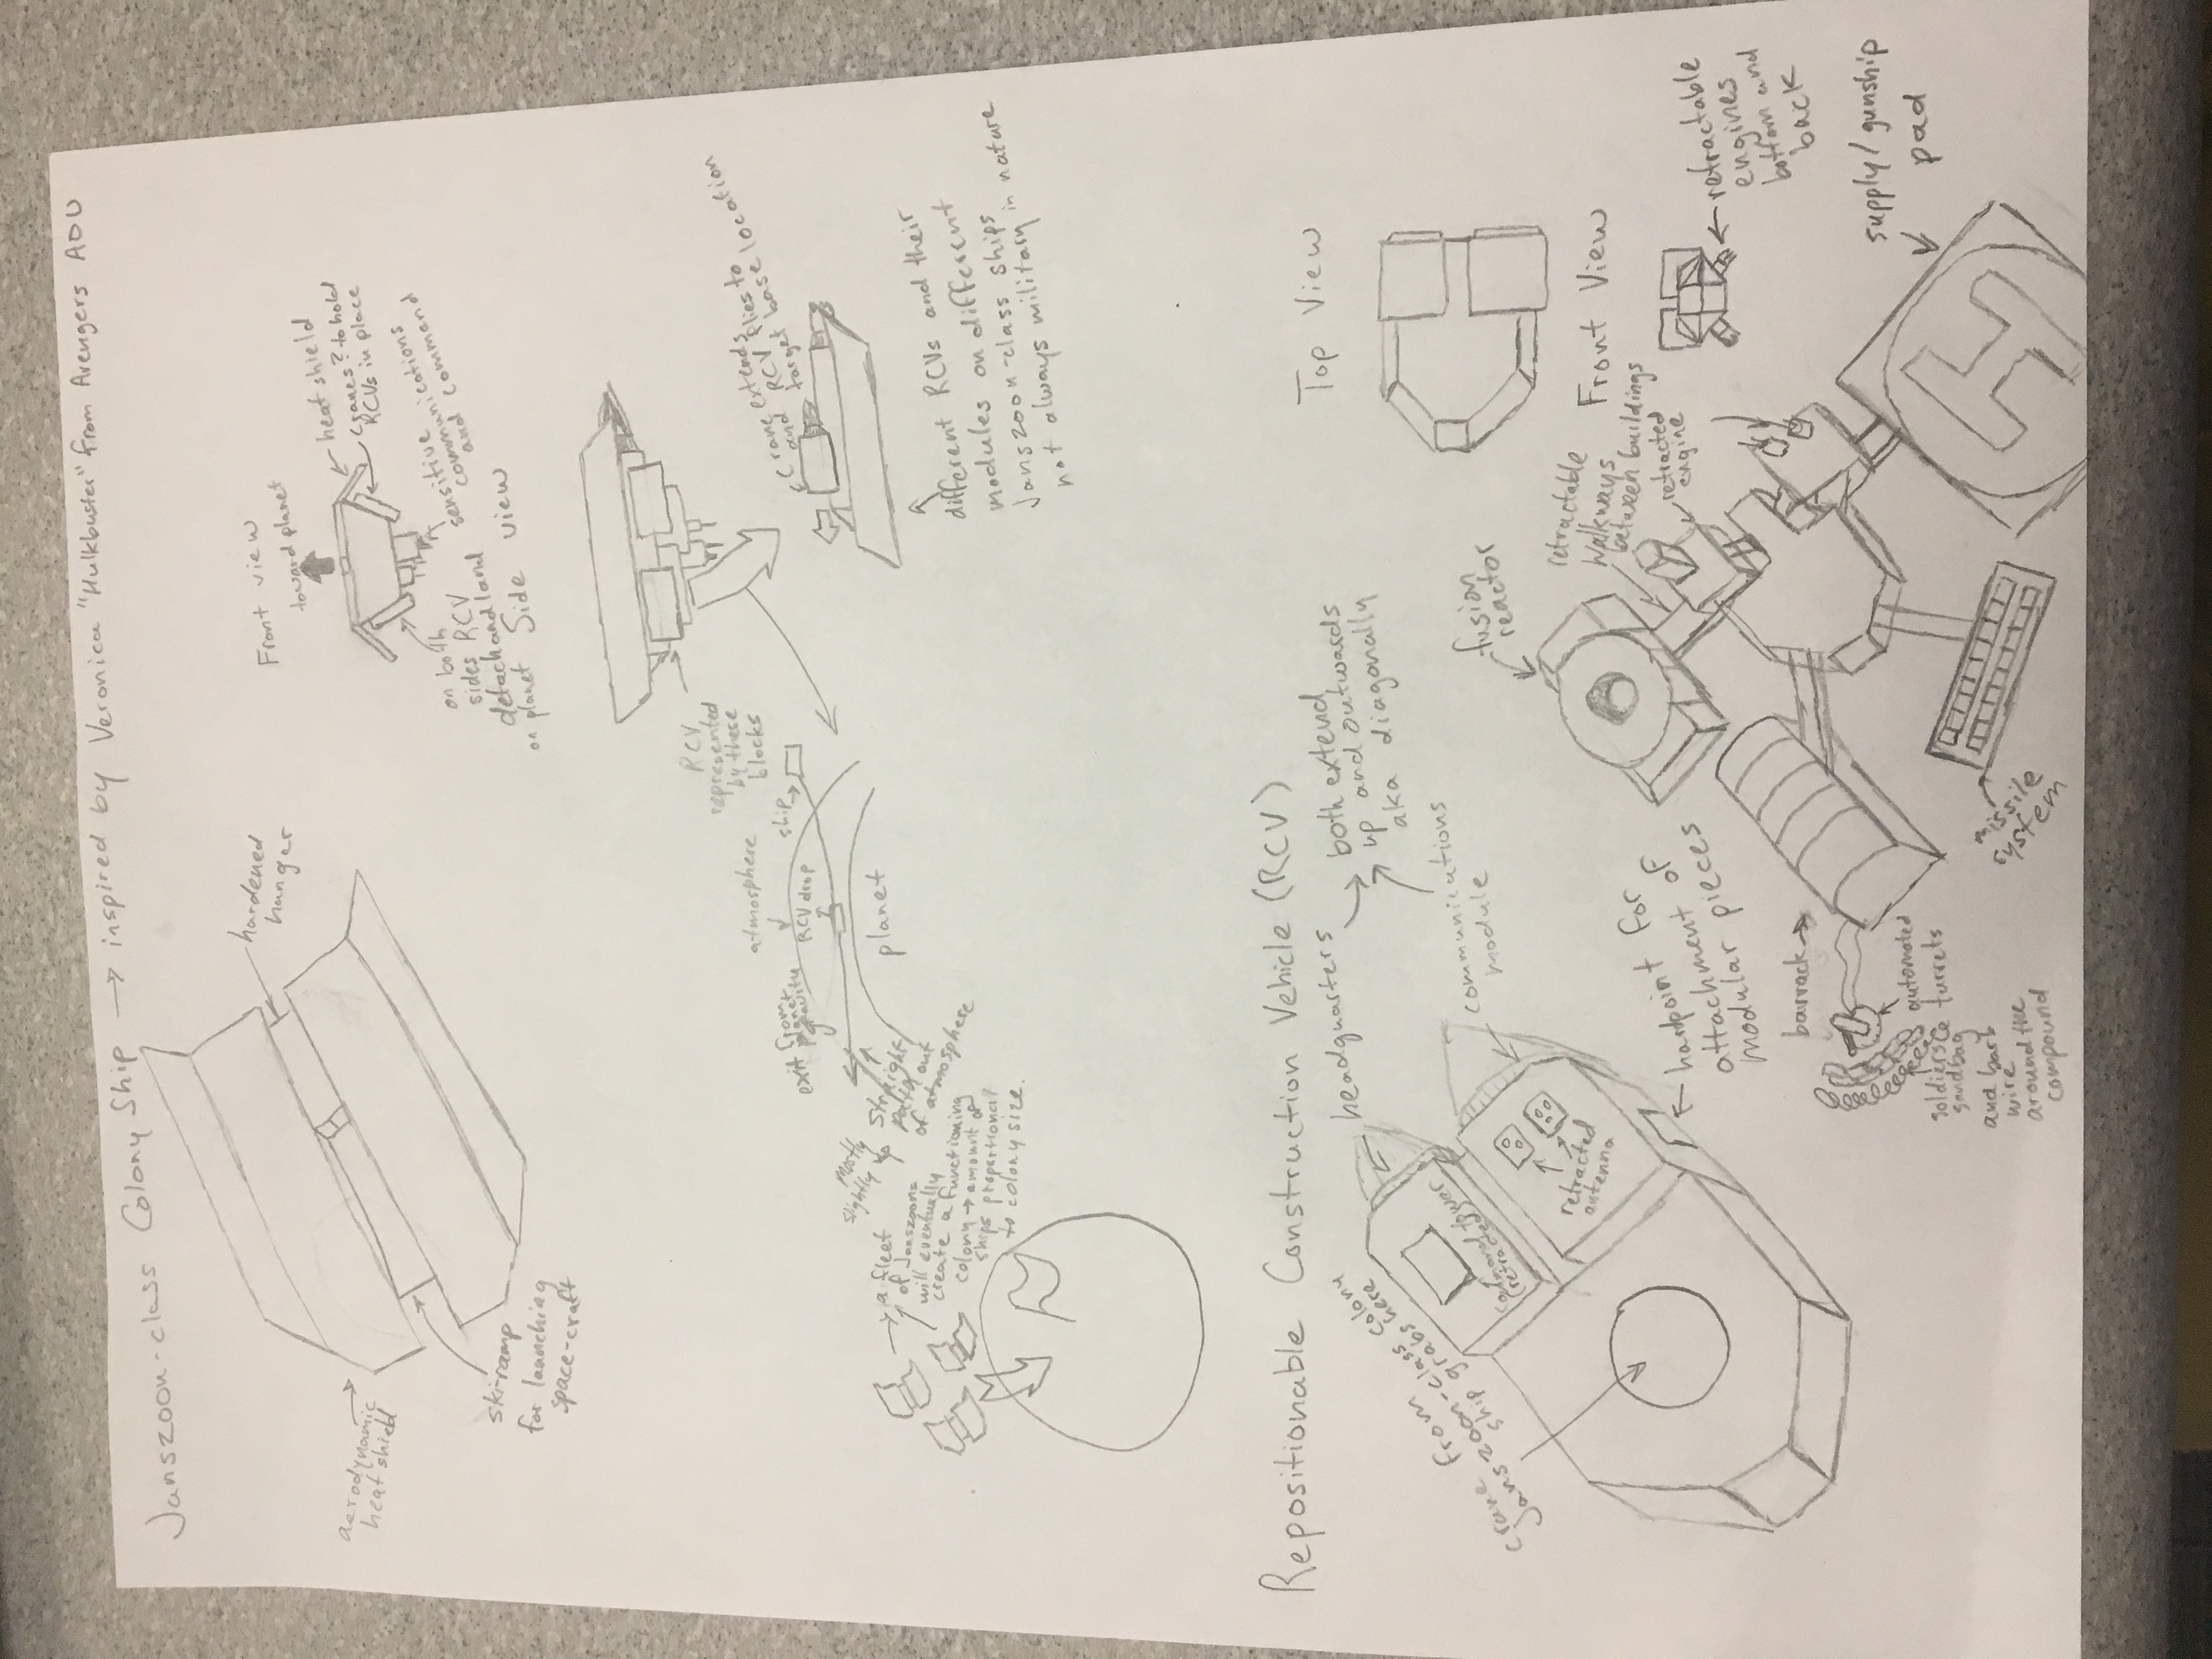 Janszoon-class Colony Ship → inspired by Veronica "Hulkbuster" from Avengers AOU
hardened
hanger
aerodynamic
heat shield
ski-ramp
for launching
space-craft
Front view
toward planet
heat shield
cranes? to hold
RCVs in place
on both
sides RCV
detach and land
on planet
sensitive
communications
and command
Side view
RCV
represented
by these
blocks
crane extends
and RCV flies to
target base location
different RCVs and their
modules on different
Janszoon-class ships
not always military in nature
atmosphere
ship
RCV drop
exit from
planet
gravity
planet
mostly
slightly up
straight
path out
of atmosphere
a fleet
of Janszoons
will eventually
create a functioning
colony → amount of
ships proportional
to colony size.
Repositionable Construction Vehicle (RCV)
crane from
Janszoon-class colony
ship grabs here
headquarters
both extend
up and outwards
aka diagonally
command tower
(retracted)
communications
module
retracted
antenna
hardpoint for
attachment of
modular pieces
Top View
fusion
reactor
retractable
walkways
between buildings
retracted
engine
Front View
retractable
engines
bottom and
back
barrack
automated
turrets
soldiers
sandbag
and barb
wire
around the
compound
missile
system
supply/gunship
pad
H